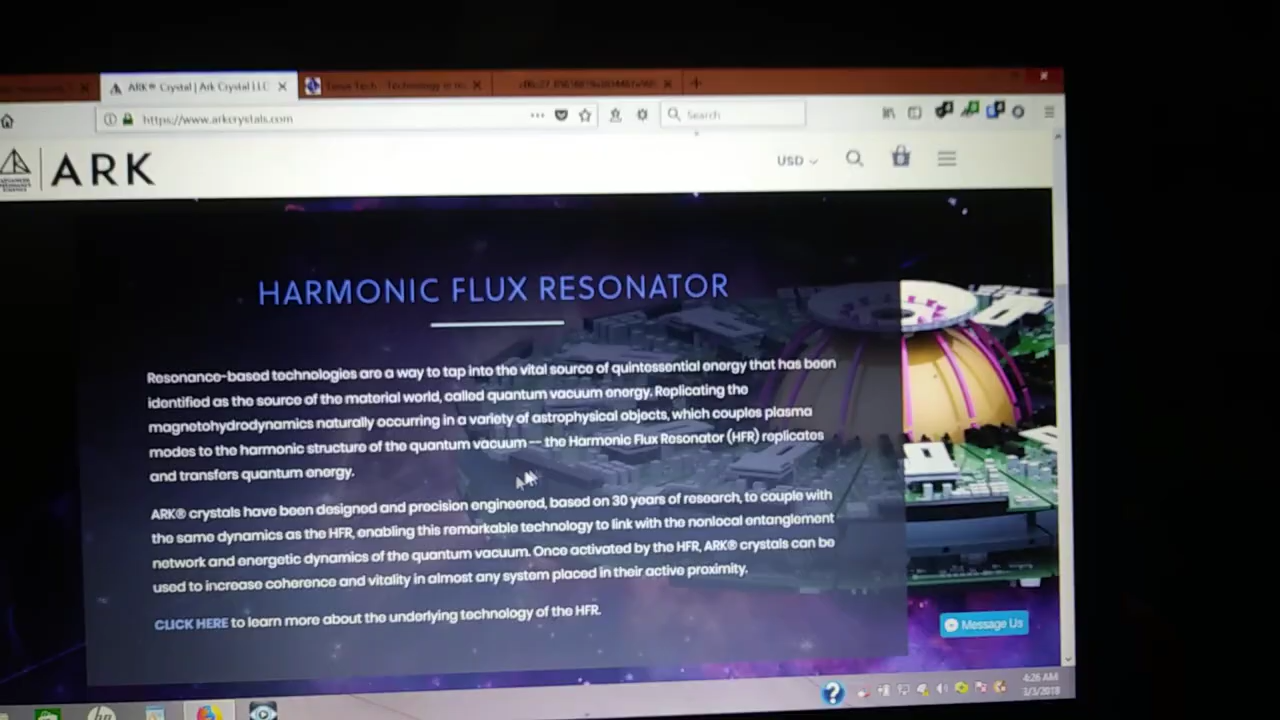 ARK® Crystal | Ark Crystal LLC
https://www.arkcrystals.com
Search
ARK
USD
HARMONIC FLUX RESONATOR
Resonance-based technologies are a way to tap into the vital source of quintessential energy that has been
identified as the source of the material world, called quantum vacuum energy. Replicating the
magnetohydrodynamics naturally occurring in a variety of astrophysical objects, which couples plasma
modes to the harmonic structure of the quantum vacuum — the Harmonic Flux Resonator (HFR) replicates
and transfers quantum energy.
ARK® crystals have been designed and precision engineered, based on 30 years of research, to couple with
the same dynamics as the HFR, enabling this remarkable technology to link with the nonlocal entanglement
network and energetic dynamics of the quantum vacuum. Once activated by the HFR, ARK® crystals can be
used to increase coherence and vitality in almost any system placed in their active proximity.
CLICK HERE to learn more about the underlying technology of the HFR.
Message Us
4:26 AM
3/3/2018
hp